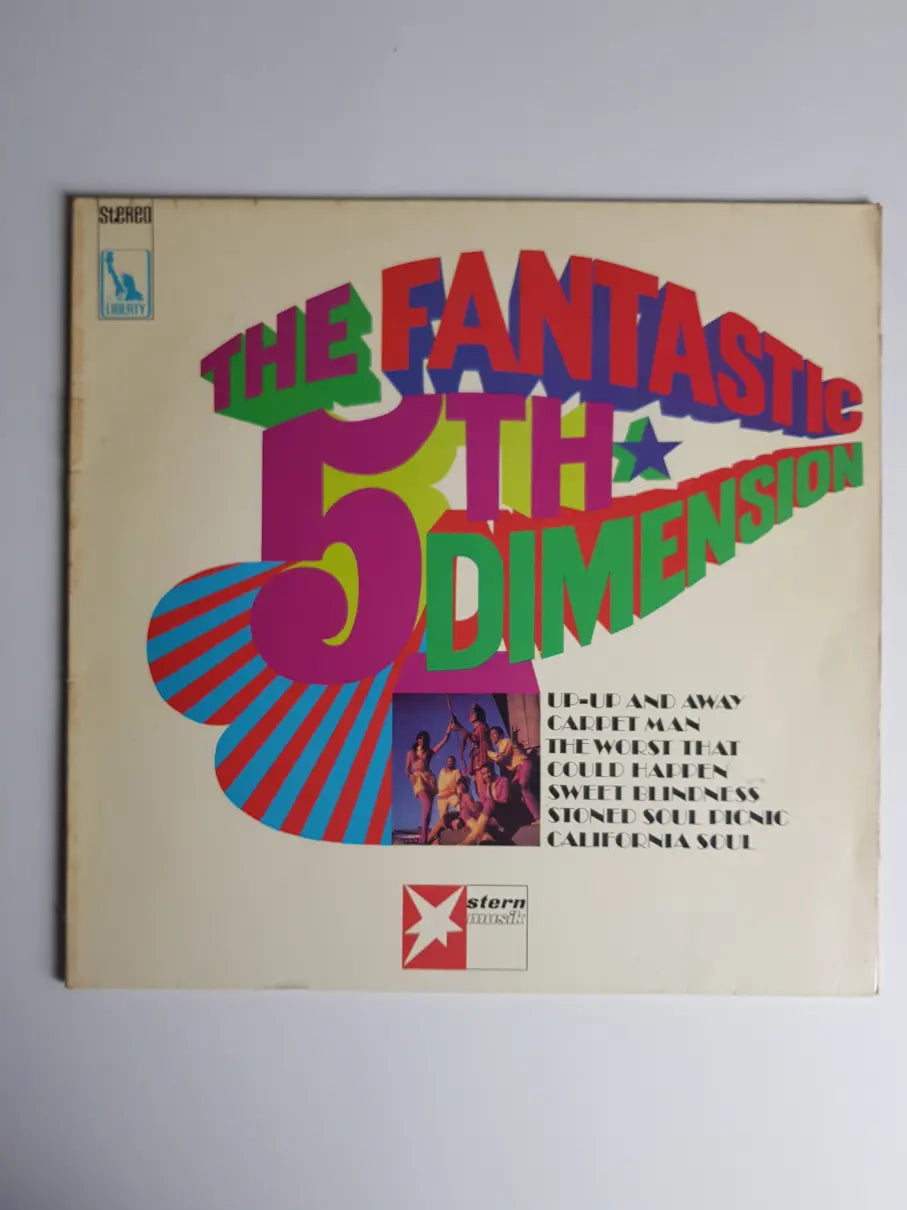 stereo
LIBERTY
THE FANTASTIC
5TH
DIMENSION
UP-UP AND AWAY
CARPET MAN
THE WORST THAT
COULD HAPPEN
SWEET BLINDNESS
STONED SOUL PICNIC
CALIFORNIA SOUL
stern
musik